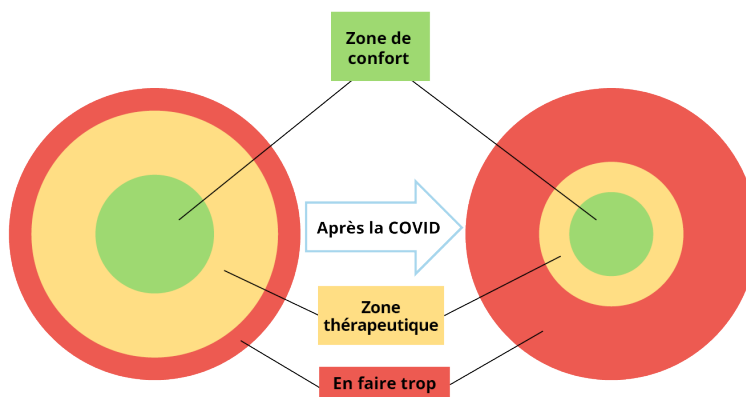 Zone de
confort
Après la COVID
Zone
thérapeutique
En faire trop